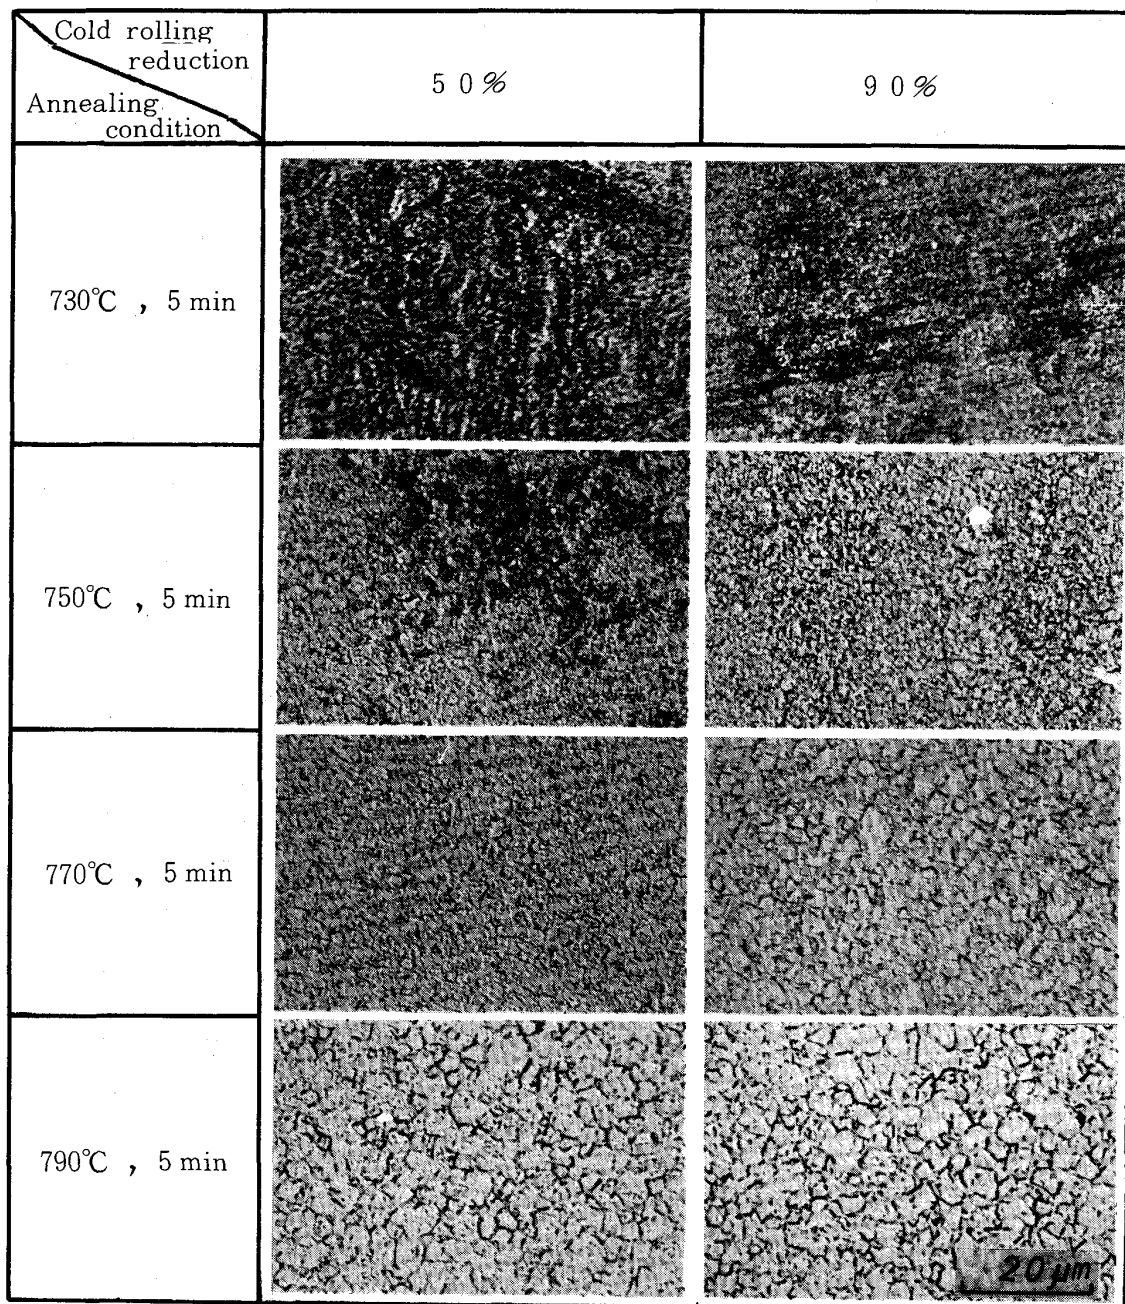 Cold rolling
reduction
Annealing
condition
50%
90%
730℃ , 5 min
750℃ , 5 min
770℃ , 5 min
790℃ , 5 min
20 μm